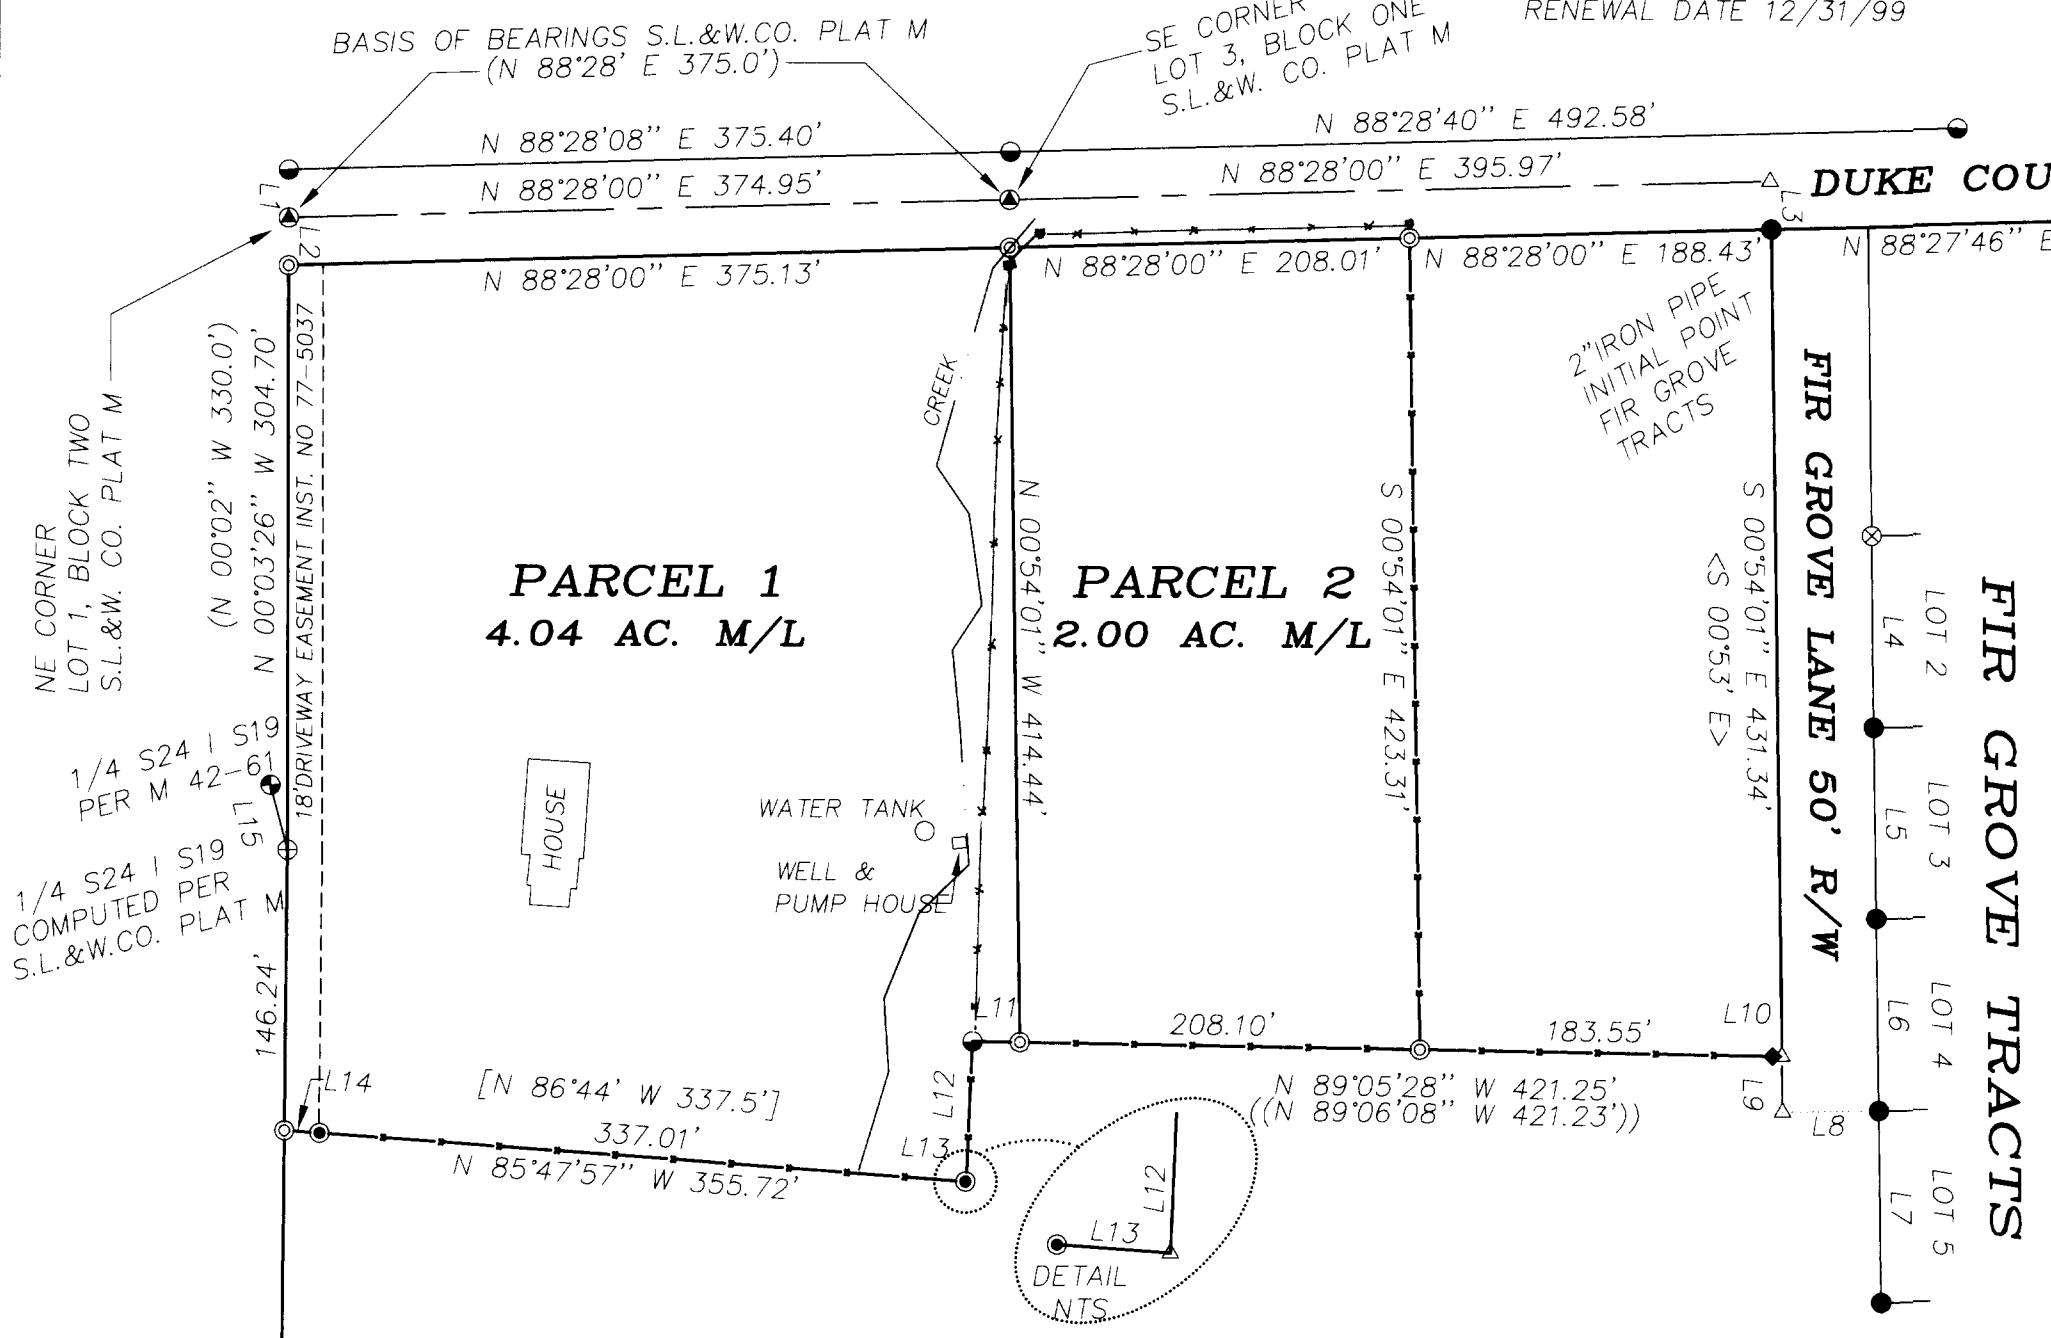 BASIS OF BEARINGS S.L.&W.CO. PLAT M
(N 88°28' E 375.0')
SE CORNER
LOT 3, BLOCK ONE
S.L.&W. CO. PLAT M
RENEWAL DATE 12/31/99
N 88°28'08" E 375.40'
N 88°28'40" E 492.58'
L1
N 88°28'00" E 374.95'
N 88°28'00" E 395.97'
L3
DUKE COU
L2
N 88°28'00" E 375.13'
N 88°28'00" E 208.01'
N 88°28'00" E 188.43'
N 88°27'46" E
2"IRON PIPE
INITIAL POINT
FIR GROVE
TRACTS
NE CORNER
LOT 1, BLOCK TWO
S.L.&W. CO. PLAT M
(N 00°02" W 330.0')
N 00°03'26" W 304.70'
18'DRIVEWAY EASEMENT INST. NO 77-5037
CREEK
PARCEL 1
4.04 AC. M/L
N 00°54'01" W 414.44'
PARCEL 2
2.00 AC. M/L
S 00°54'01" E 423.31'
S 00°54'01" E 431.34'
<S 00°53' E>
FIR GROVE LANE 50' R/W
FIR GROVE TRACTS
LOT 2
L4
LOT 3
L5
LOT 4
L6
LOT 5
L7
1/4 S24 | S19
PER M 42-61
L15
1/4 S24 | S19
COMPUTED PER
S.L.&W.CO. PLAT M
146.24'
HOUSE
WATER TANK
WELL &
PUMP HOUSE
L11
208.10'
183.55'
L10
L14
[N 86°44' W 337.5']
337.01'
N 85°47'57" W 355.72'
L12
L13
N 89°05'28" W 421.25'
((N 89°06'08" W 421.23'))
L9
L8
L12
L13
DETAIL
NTS